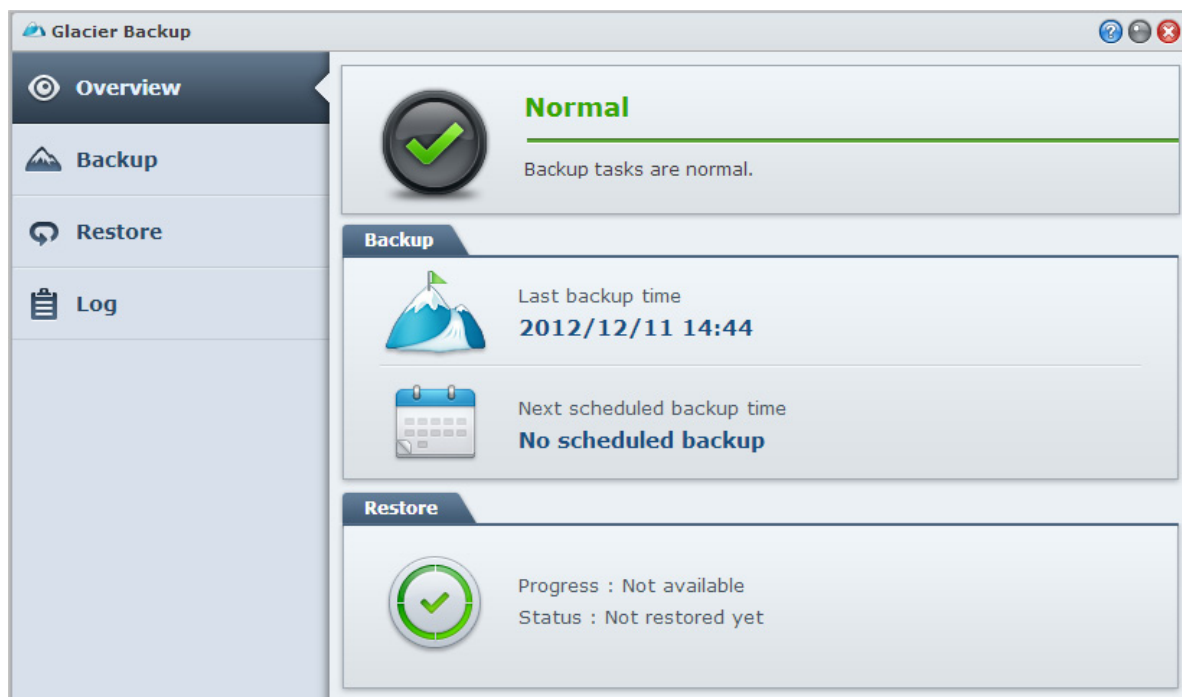 Glacier Backup
Overview
Backup
Restore
Log
Normal
Backup tasks are normal.
Backup
Last backup time
2012/12/11 14:44
Next scheduled backup time
No scheduled backup
Restore
Progress : Not available
Status : Not restored yet